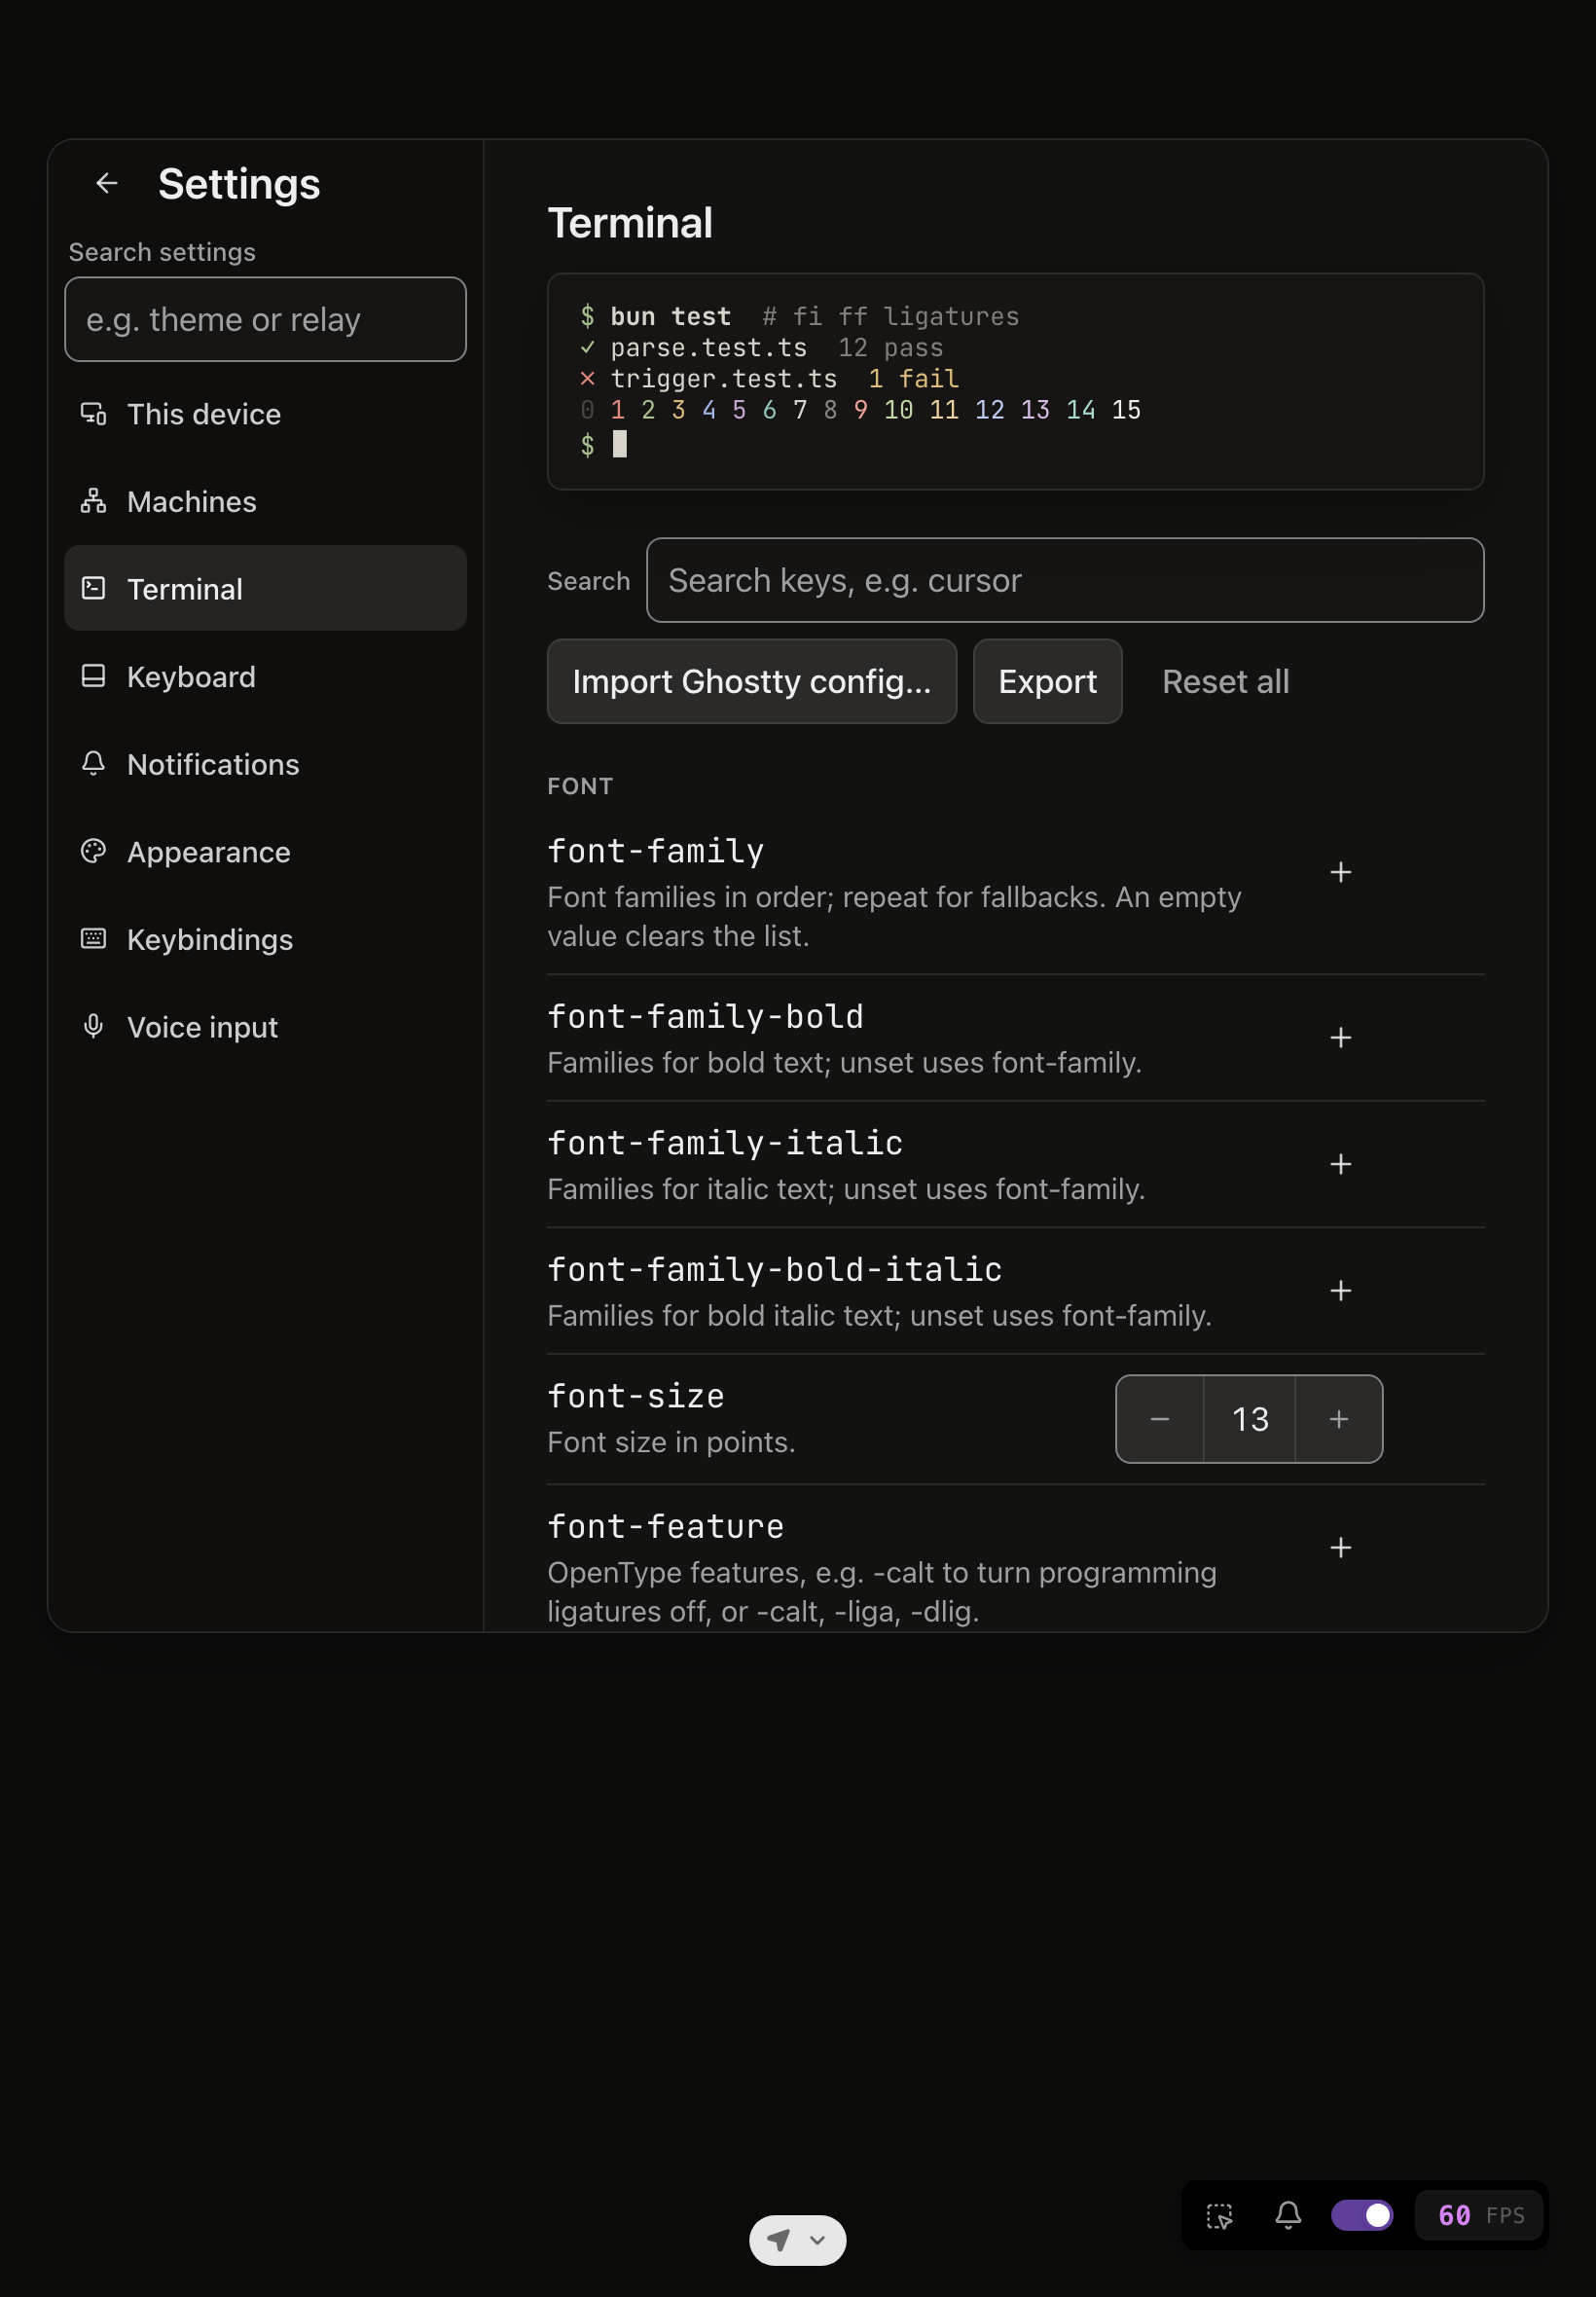 Settings
Search settings
e.g. theme or relay
This device
Machines
Terminal
Keyboard
Notifications
Appearance
Keybindings
Voice input
Terminal
$ bun test  # fi ff ligatures
✓ parse.test.ts  12 pass
✕ trigger.test.ts  1 fail
0 1 2 3 4 5 6 7 8 9 10 11 12 13 14 15
$
Search
Search keys, e.g. cursor
Import Ghostty config...
Export
Reset all
FONT
font-family
Font families in order; repeat for fallbacks. An empty
value clears the list.
font-family-bold
Families for bold text; unset uses font-family.
font-family-italic
Families for italic text; unset uses font-family.
font-family-bold-italic
Families for bold italic text; unset uses font-family.
font-size
13
Font size in points.
font-feature
OpenType features, e.g. -calt to turn programming
ligatures off, or -calt, -liga, -dlig.
60 FPS